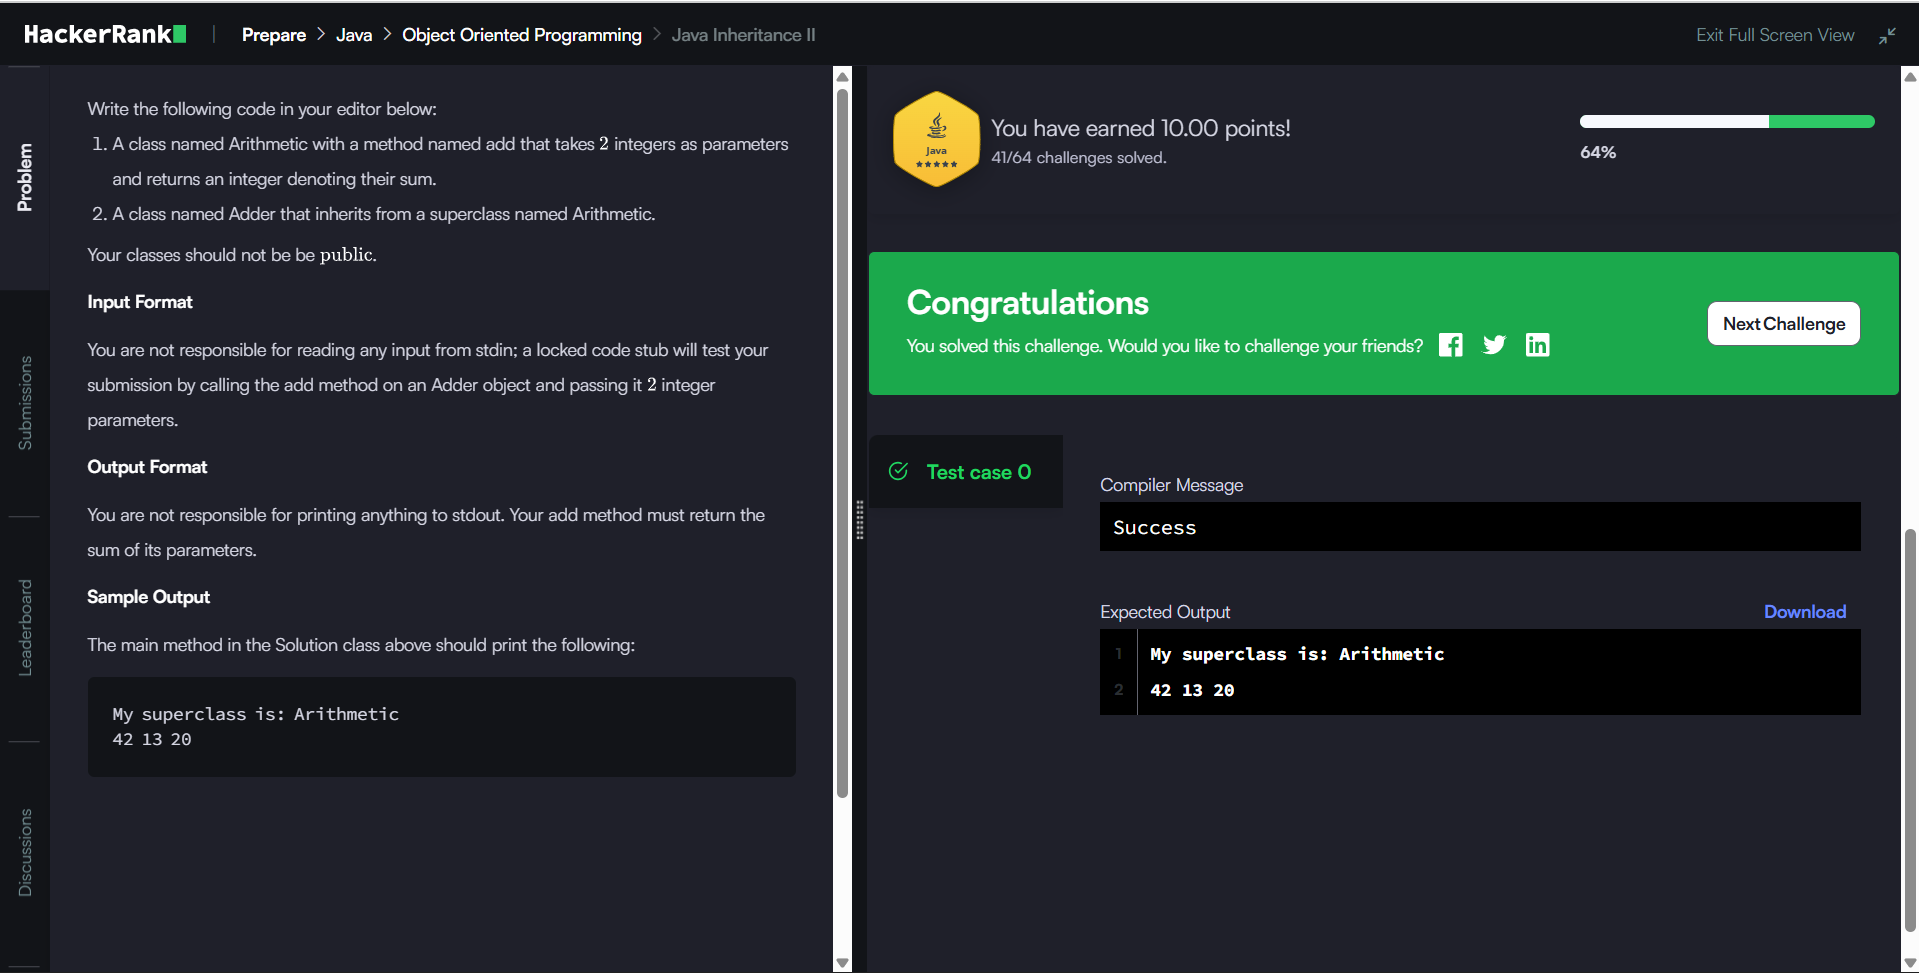 HackerRank
Prepare > Java > Object Oriented Programming > Java Inheritance II
Exit Full Screen View
Problem
Submissions
Leaderboard
Discussions
Write the following code in your editor below:
1. A class named Arithmetic with a method named add that takes 2 integers as parameters
and returns an integer denoting their sum.
2. A class named Adder that inherits from a superclass named Arithmetic.
Your classes should not be be public.
Input Format
You are not responsible for reading any input from stdin; a locked code stub will test your
submission by calling the add method on an Adder object and passing it 2 integer
parameters.
Output Format
You are not responsible for printing anything to stdout. Your add method must return the
sum of its parameters.
Sample Output
The main method in the Solution class above should print the following:
My superclass is: Arithmetic
42 13 20
Java
You have earned 10.00 points!
41/64 challenges solved.
64%
Congratulations
You solved this challenge. Would you like to challenge your friends?
Next Challenge
Test case 0
Compiler Message
Success
Expected Output
Download
1 My superclass is: Arithmetic
2 42 13 20